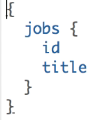 {
  jobs {
    id
    title
  }
}